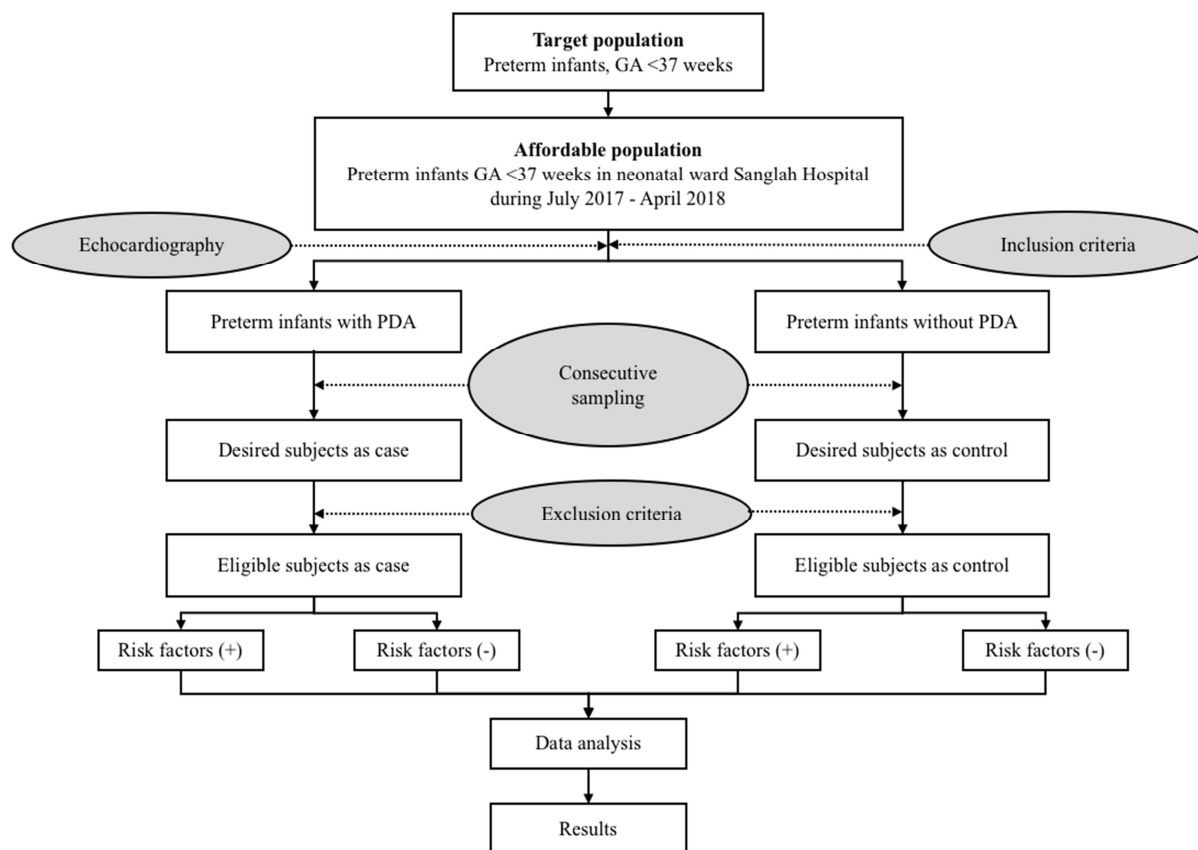 Target population
Preterm infants, GA <37 weeks
Affordable population
Preterm infants GA <37 weeks in neonatal ward Sanglah Hospital
during July 2017 - April 2018
Echocardiography
Inclusion criteria
Preterm infants with PDA
Preterm infants without PDA
Consecutive
sampling
Desired subjects as case
Desired subjects as control
Exclusion criteria
Eligible subjects as case
Eligible subjects as control
Risk factors (+)
Risk factors (-)
Risk factors (+)
Risk factors (-)
Data analysis
Results